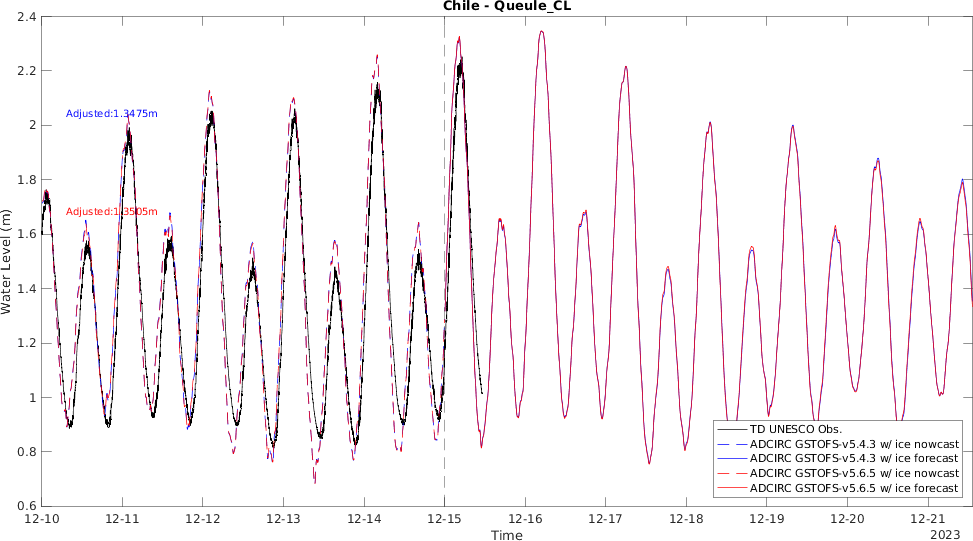 Chile - Queule_CL
2.4
2.2
2
1.8
1.6
1.4
1.2
1
0.8
0.6
Water Level (m)
Adjusted:1.3475m
Adjusted:1.3505m
TD UNESCO Obs.
ADCIRC GSTOFS-v5.4.3 w/ ice nowcast
ADCIRC GSTOFS-v5.4.3 w/ ice forecast
ADCIRC GSTOFS-v5.6.5 w/ ice nowcast
ADCIRC GSTOFS-v5.6.5 w/ ice forecast
12-10 12-11 12-12 12-13 12-14 12-15 12-16 12-17 12-18 12-19 12-20 12-21
Time
2023